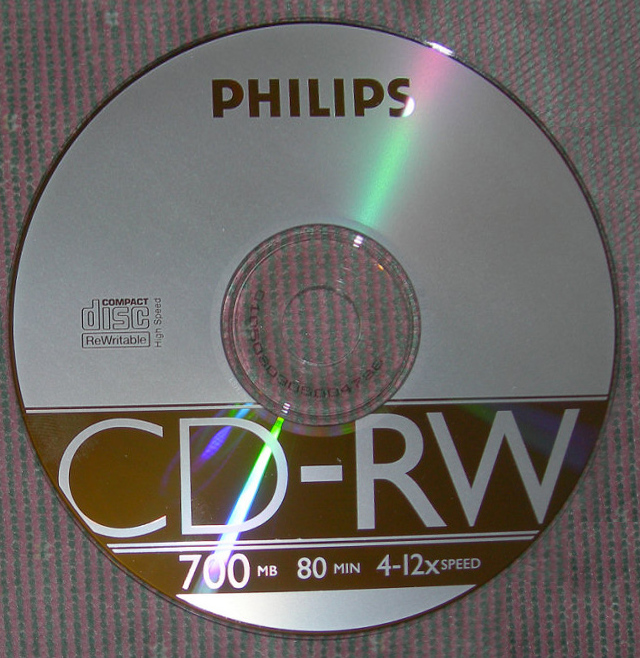 PHILIPS
COMPACT
disc
ReWritable
High Speed
CD-RW
700 MB 80 MIN 4-12x SPEED